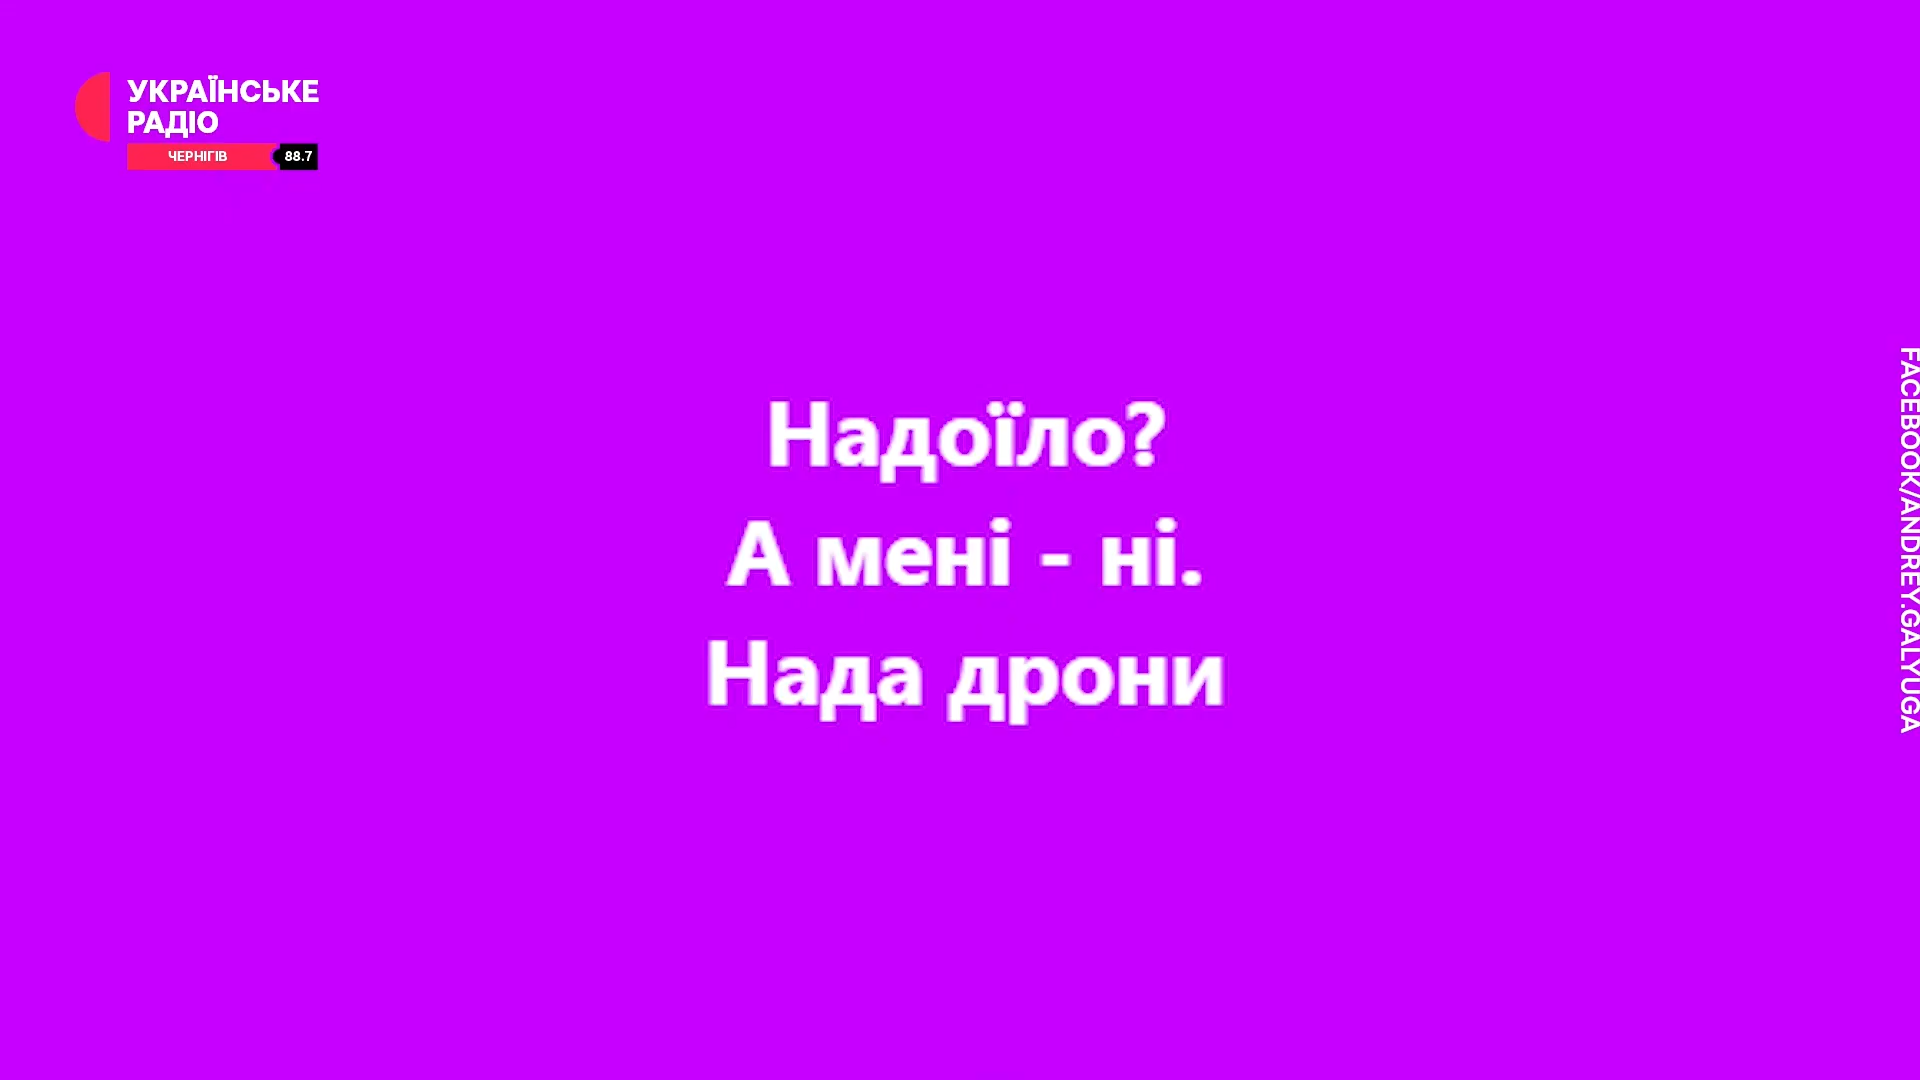 УКРАЇНСЬКЕ
РАДІО
ЧЕРНІГІВ 88.7
Надоїло?
А мені - ні.
Нада дрони
FACEBOOK/ANDREY.GALYUGA